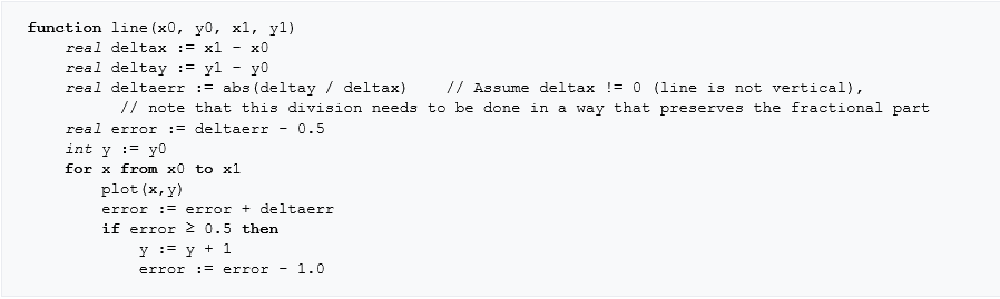 function line(x0, y0, x1, y1)
real deltax := x1 - x0
real deltay := y1 - y0
real deltaerr := abs(deltay / deltax)    // Assume deltax != 0 (line is not vertical),
// note that this division needs to be done in a way that preserves the fractional part
real error := deltaerr - 0.5
int y := y0
for x from x0 to x1
plot(x,y)
error := error + deltaerr
if error ≥ 0.5 then
y := y + 1
error := error - 1.0